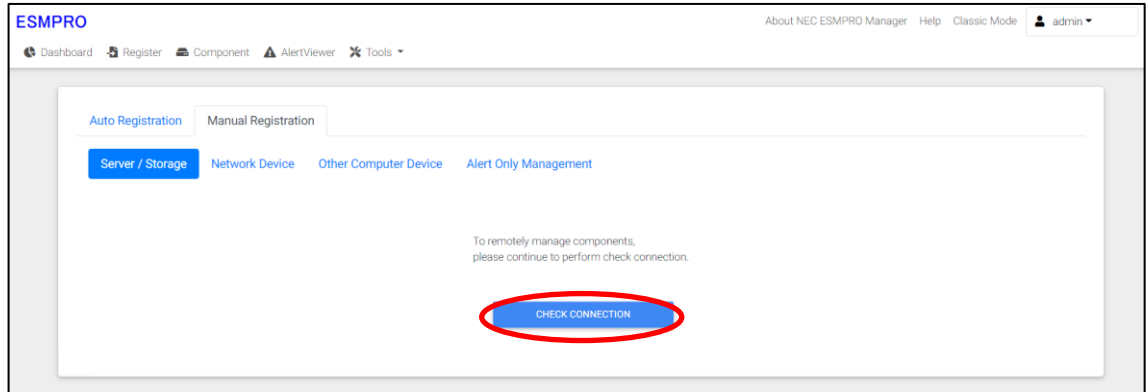 ESMPRO
About NEC ESMPRO Manager Help Classic Mode admin
Dashboard Register Component AlertViewer Tools
Auto Registration Manual Registration
Server / Storage Network Device Other Computer Device Alert Only Management
To remotely manage components,
please continue to perform check connection.
CHECK CONNECTION